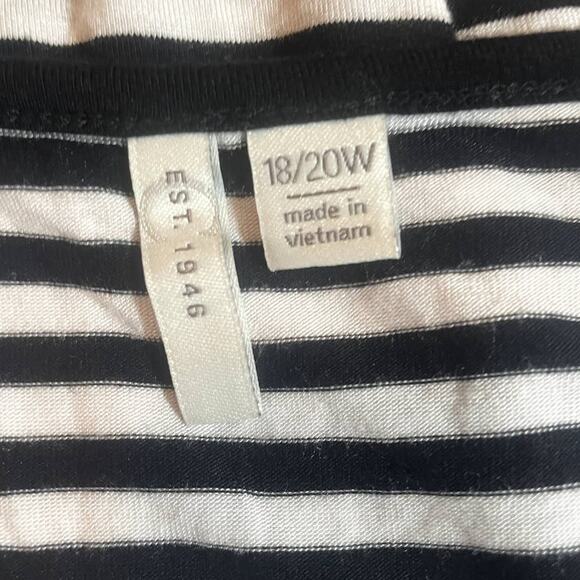 EST. 1946
18/20W
made in
vietnam